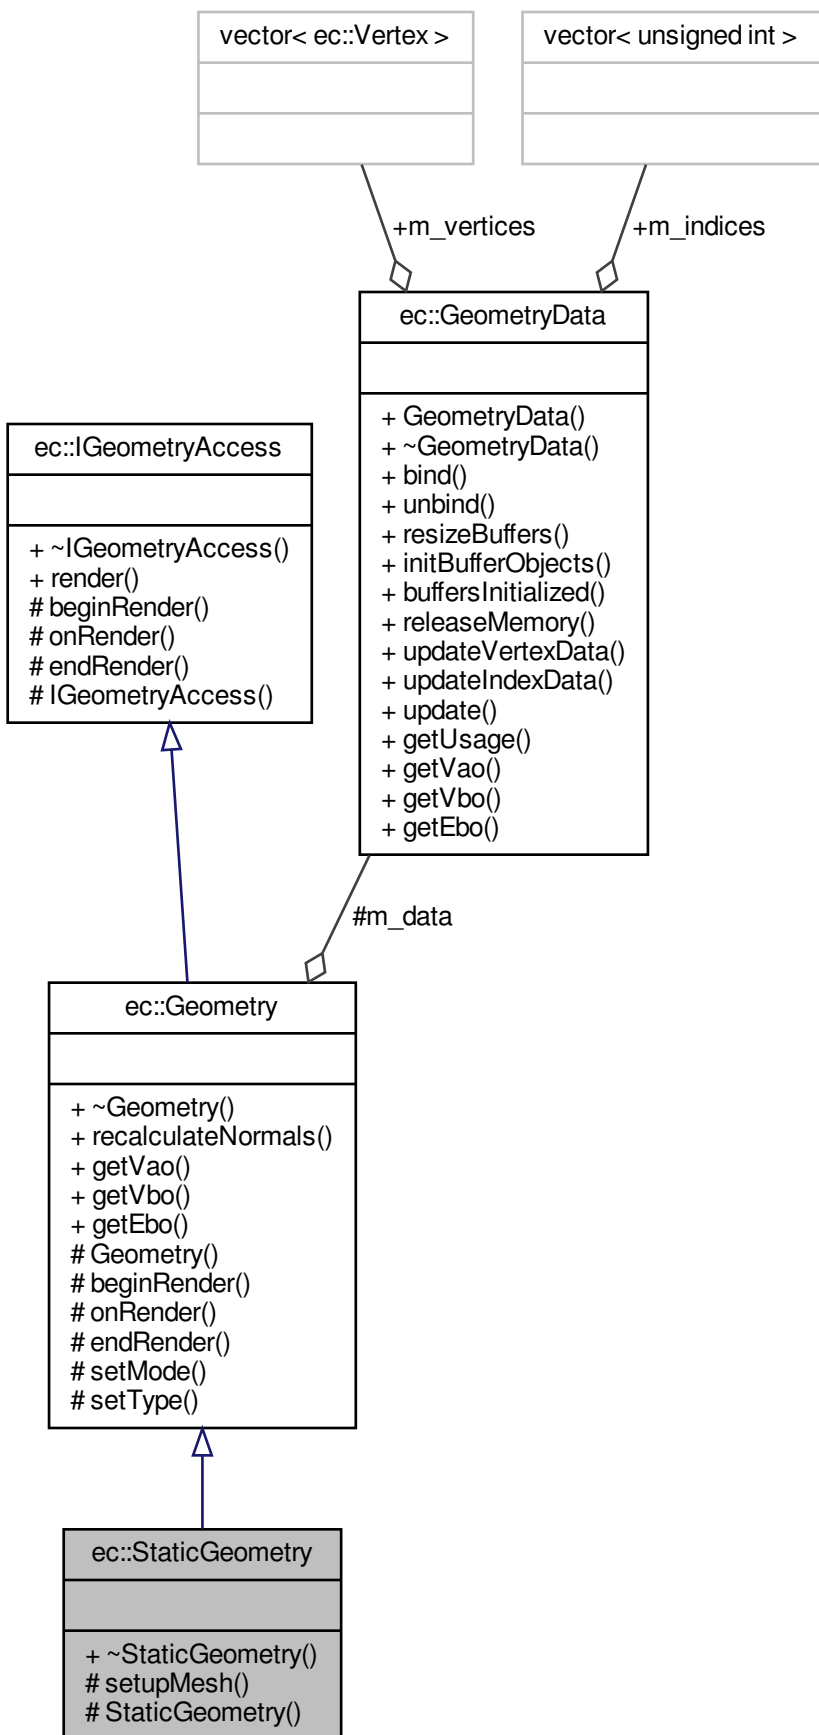 vector< ec::Vertex >
vector< unsigned int >
+m_vertices
+m_indices
ec::GeometryData
+ GeometryData()
+ ~GeometryData()
+ bind()
+ unbind()
+ resizeBuffers()
+ initBufferObjects()
+ buffersInitialized()
+ releaseMemory()
+ updateVertexData()
+ updateIndexData()
+ update()
+ getUsage()
+ getVao()
+ getVbo()
+ getEbo()
ec::IGeometryAccess
+ ~IGeometryAccess()
+ render()
# beginRender()
# onRender()
# endRender()
# IGeometryAccess()
#m_data
ec::Geometry
+ ~Geometry()
+ recalculateNormals()
+ getVao()
+ getVbo()
+ getEbo()
# Geometry()
# beginRender()
# onRender()
# endRender()
# setMode()
# setType()
ec::StaticGeometry
+ ~StaticGeometry()
# setupMesh()
# StaticGeometry()